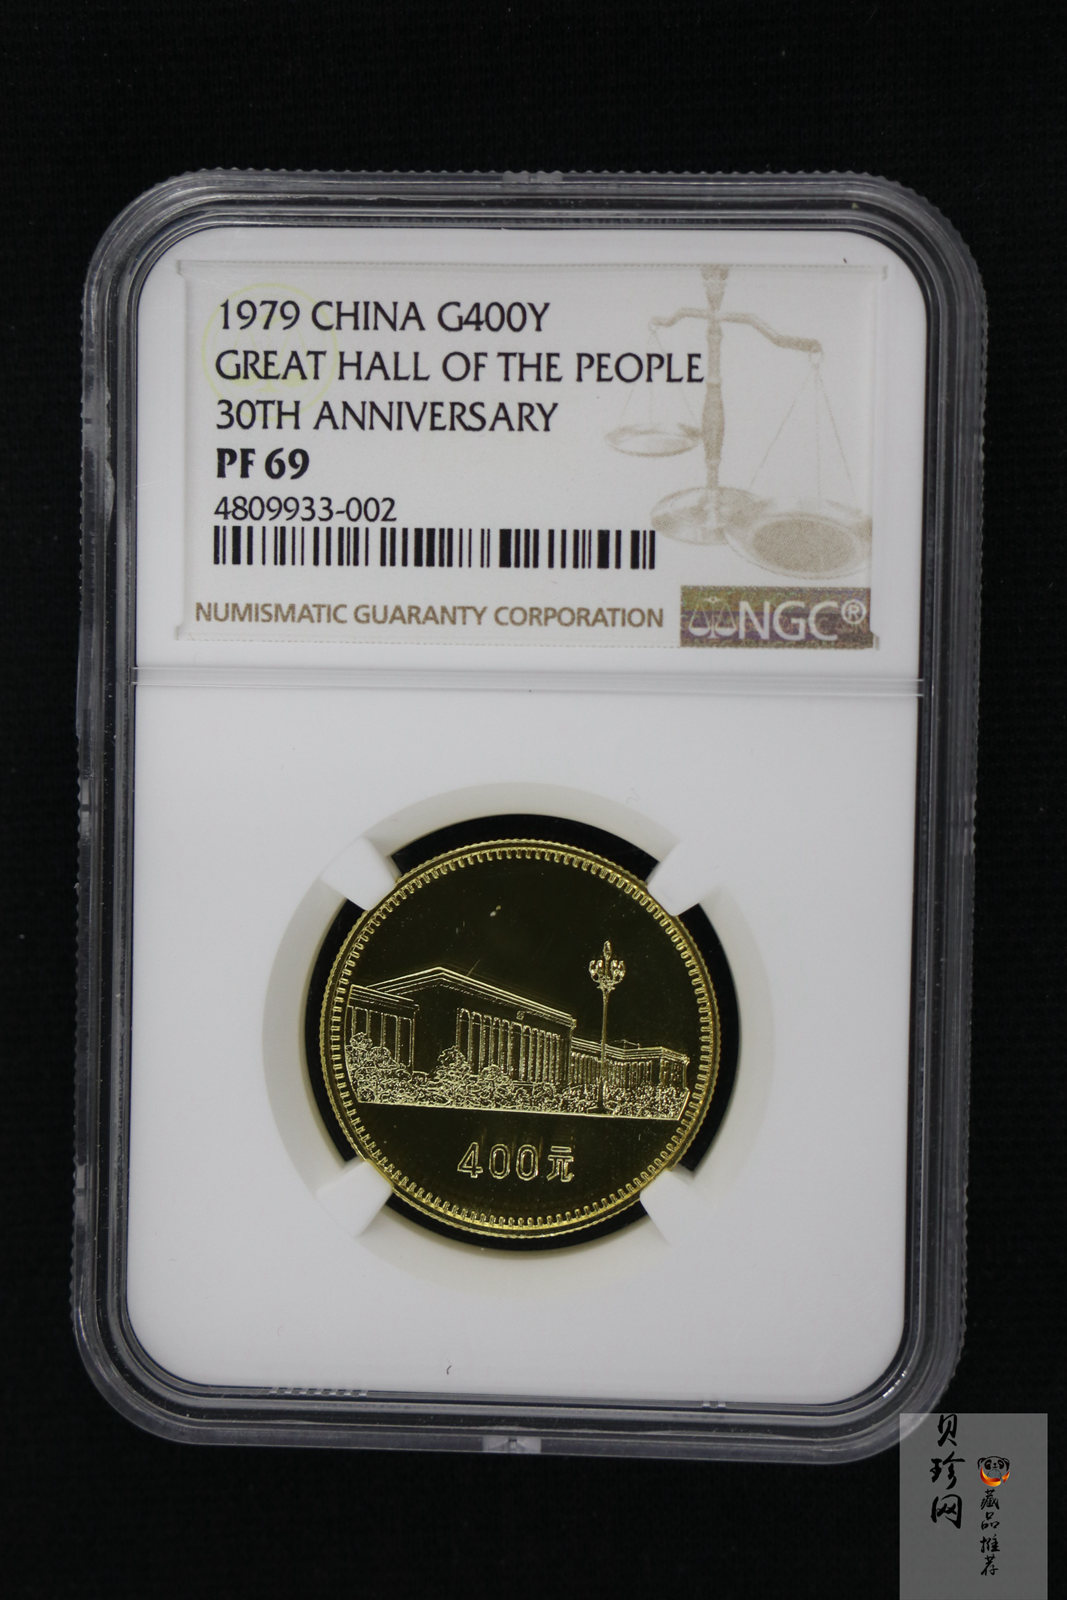 1979 CHINA G400Y
GREAT HALL OF THE PEOPLE
30TH ANNIVERSARY
PF 69
4809933-002
NUMISMATIC GUARANTY CORPORATION
NGC®
400元
贝珍网
藏品推荐